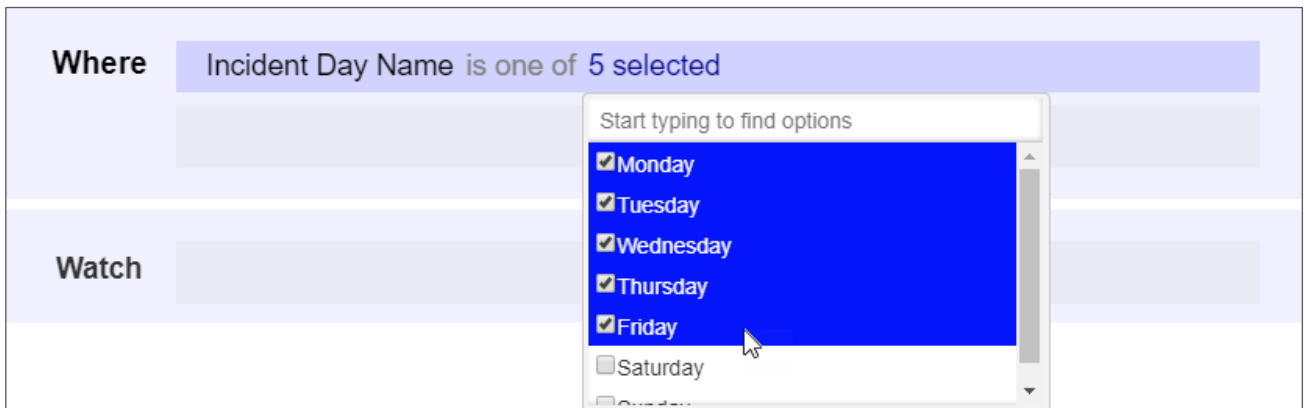 Where Incident Day Name is one of 5 selected
Start typing to find options
Monday
Tuesday
Wednesday
Thursday
Friday
Watch
Saturday